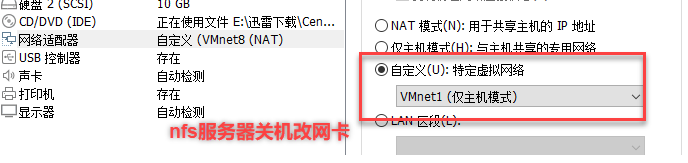 硬盘 2 (SCSI) 10 GB
CD/DVD (IDE) 正在使用文件 E:\迅雷下载\Cen...
网络适配器 自定义 (VMnet8 (NAT)
USB 控制器 存在
声卡 自动检测
打印机 存在
显示器 自动检测
nfs服务器关机改网卡
NAT 模式(N): 用于共享主机的 IP 地址
仅主机模式(H): 与主机共享的专用网络
自定义(U): 特定虚拟网络
VMnet1 (仅主机模式)
LAN 区段(L):